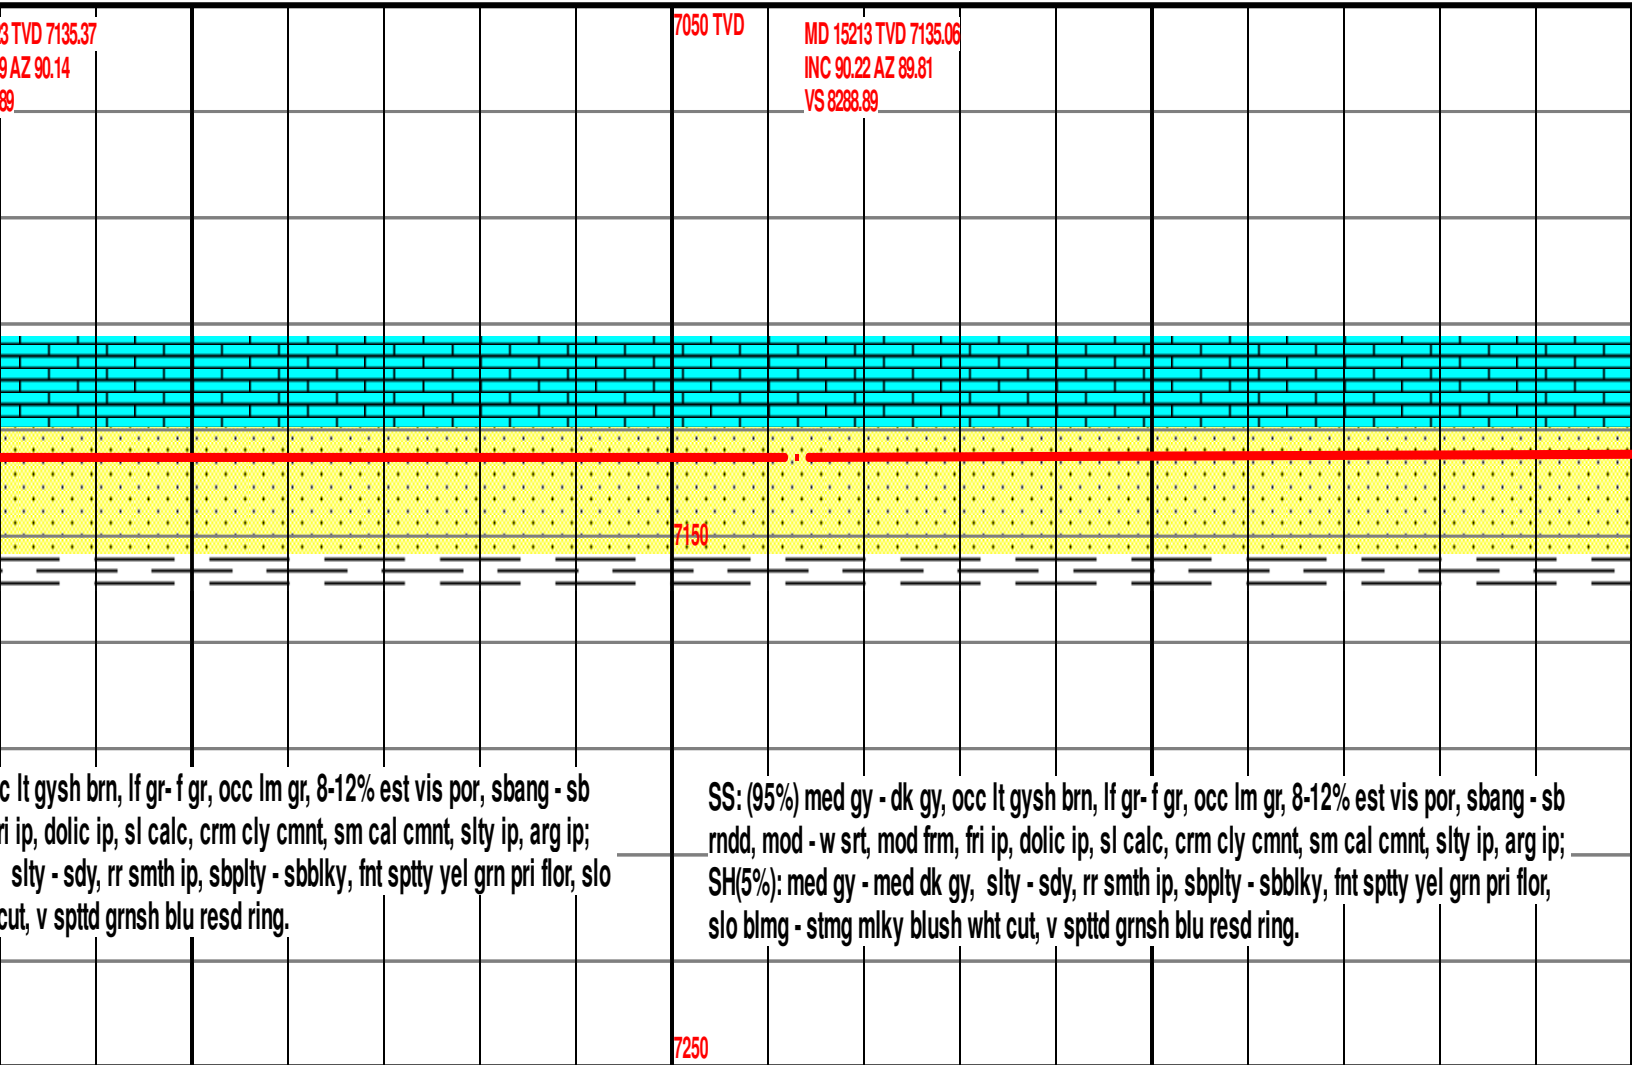 3 TVD 7135.37
9 AZ 90.14
89
7050 TVD
MD 15213 TVD 7135.06
INC 90.22 AZ 89.81
VS 8288.89
7150
c lt gysh brn, lf gr- f gr, occ lm gr, 8-12% est vis por, sbang - sb
ri ip, dolic ip, sl calc, crm cly cmnt, sm cal cmnt, slty ip, arg ip;
slty - sdy, rr smth ip, sbplty - sbblky, fnt sptty yel grn pri flor, slo
cut, v spttd grnsh blu resd ring.
SS: (95%) med gy - dk gy, occ lt gysh brn, lf gr- f gr, occ lm gr, 8-12% est vis por, sbang - sb
rndd, mod - w srt, mod frm, fri ip, dolic ip, sl calc, crm cly cmnt, sm cal cmnt, slty ip, arg ip;
SH(5%): med gy - med dk gy, slty - sdy, rr smth ip, sbplty - sbblky, fnt sptty yel grn pri flor,
slo blmg - stmg mlky blush wht cut, v spttd grnsh blu resd ring.
7250